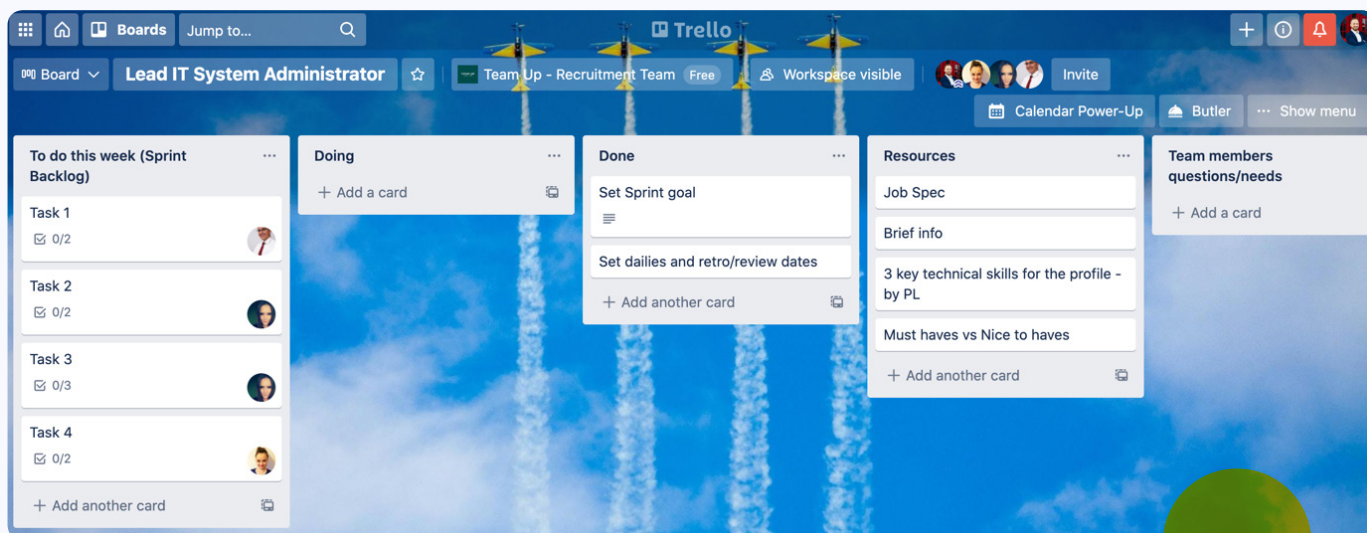 Boards
Jump to...
Trello
Board
Lead IT System Administrator
Team Up - Recruitment Team
Free
Workspace visible
Invite
Calendar Power-Up
Butler
Show menu
To do this week (Sprint
Backlog)
Task 1
0/2
Task 2
0/2
Task 3
0/3
Task 4
0/2
+ Add another card
Doing
+ Add a card
Done
Set Sprint goal
Set dailies and retro/review dates
+ Add another card
Resources
Job Spec
Brief info
3 key technical skills for the profile -
by PL
Must haves vs Nice to haves
+ Add another card
Team members
questions/needs
+ Add a card